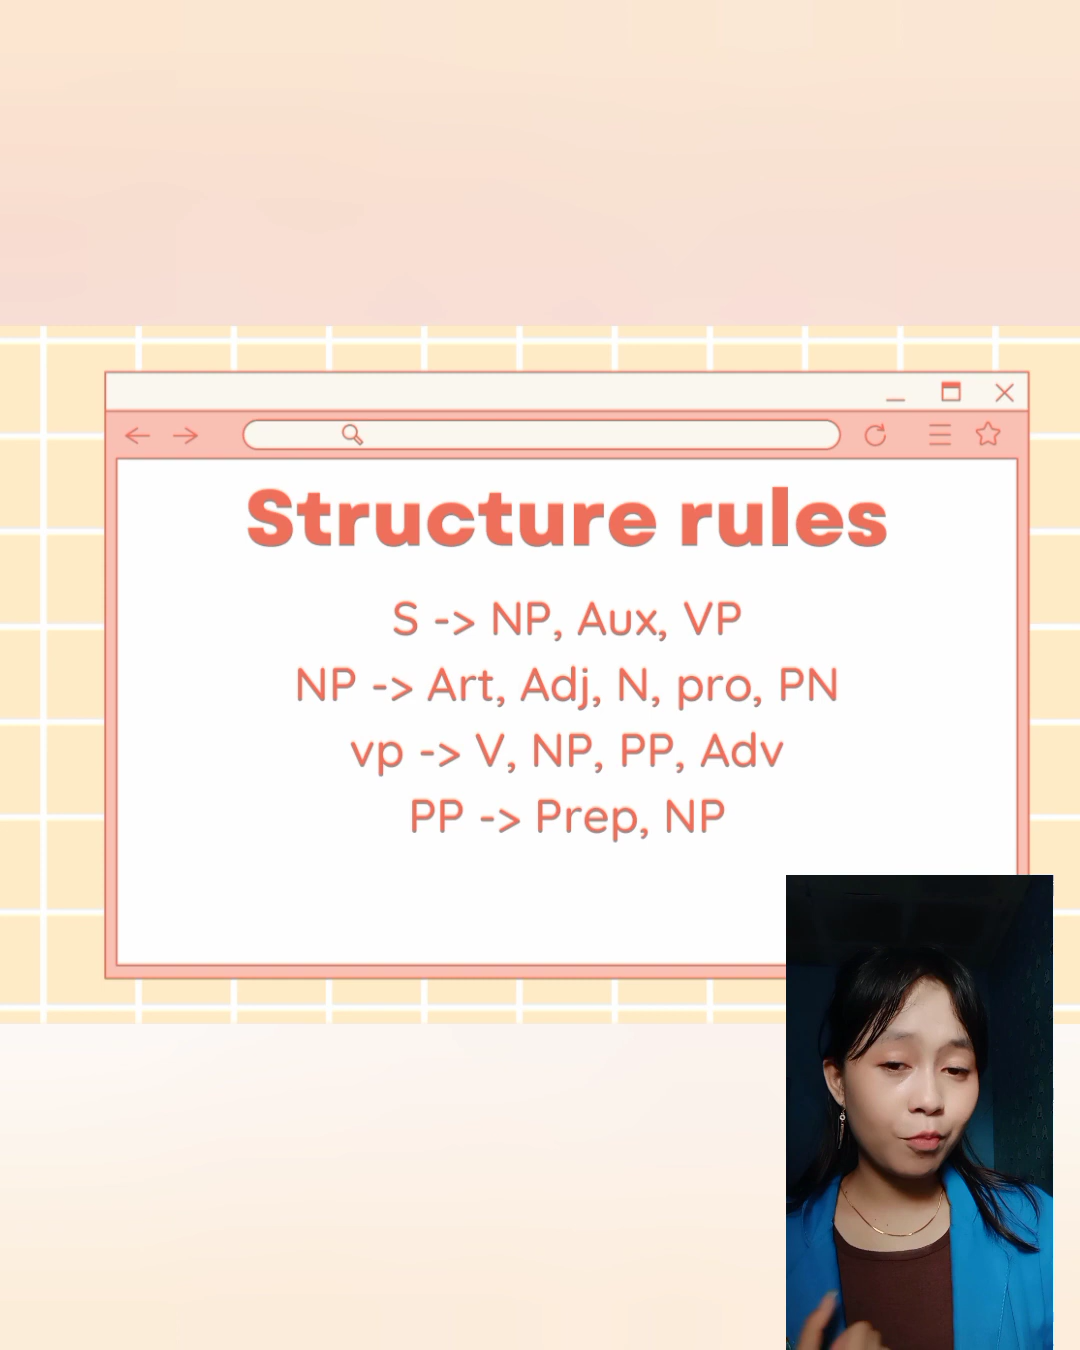 Structure rules
S -> NP, Aux, VP
NP -> Art, Adj, N, pro, PN
vp -> V, NP, PP, Adv
PP -> Prep, NP